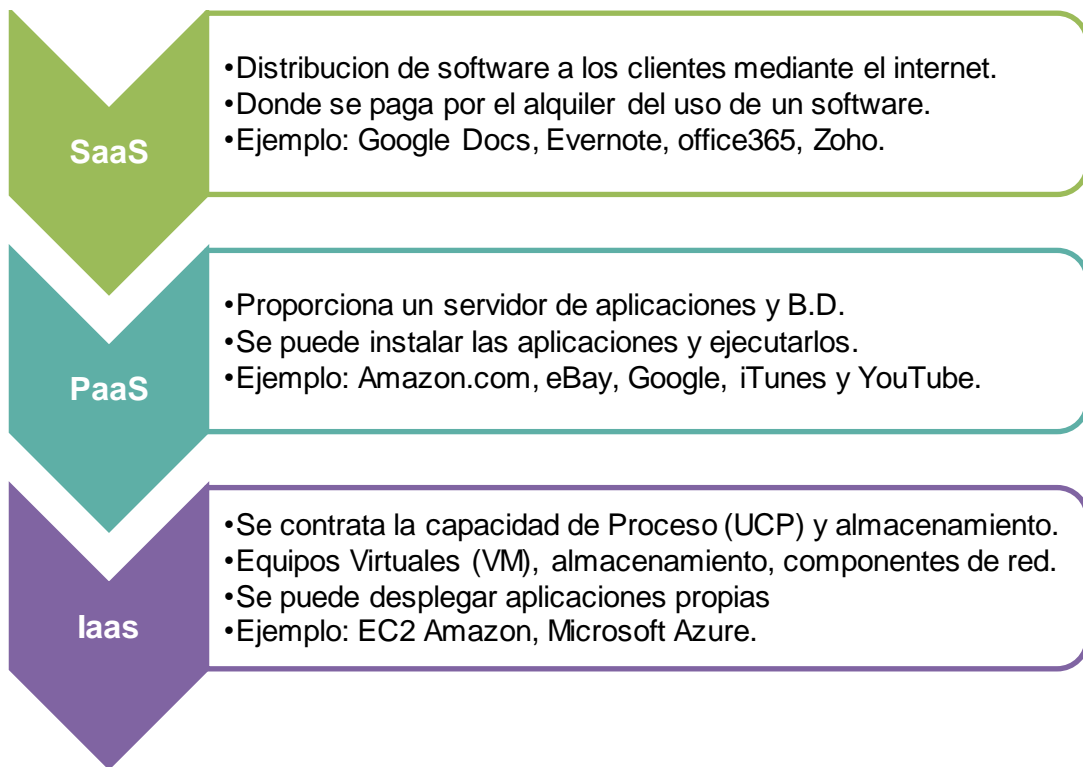 SaaS
•Distribucion de software a los clientes mediante el internet.
•Donde se paga por el alquiler del uso de un software.
•Ejemplo: Google Docs, Evernote, office365, Zoho.
PaaS
•Proporciona un servidor de aplicaciones y B.D.
•Se puede instalar las aplicaciones y ejecutarlos.
•Ejemplo: Amazon.com, eBay, Google, iTunes y YouTube.
Iaas
•Se contrata la capacidad de Proceso (UCP) y almacenamiento.
•Equipos Virtuales (VM), almacenamiento, componentes de red.
•Se puede desplegar aplicaciones propias
•Ejemplo: EC2 Amazon, Microsoft Azure.